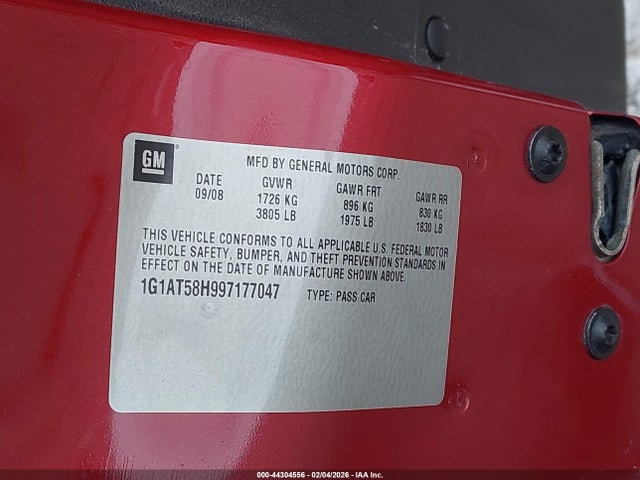 GM
MFD BY GENERAL MOTORS CORP.
DATE GVWR GAWR FRT GAWR RR
09/08 1726 KG 896 KG 830 KG
3805 LB 1975 LB 1830 LB
THIS VEHICLE CONFORMS TO ALL APPLICABLE U.S. FEDERAL MOTOR
VEHICLE SAFETY, BUMPER, AND THEFT PREVENTION STANDARDS IN
EFFECT ON THE DATE OF MANUFACTURE SHOWN ABOVE.
1G1AT58H997177047 TYPE: PASS CAR
000-44304556 - 02/04/2026 - IAA Inc.